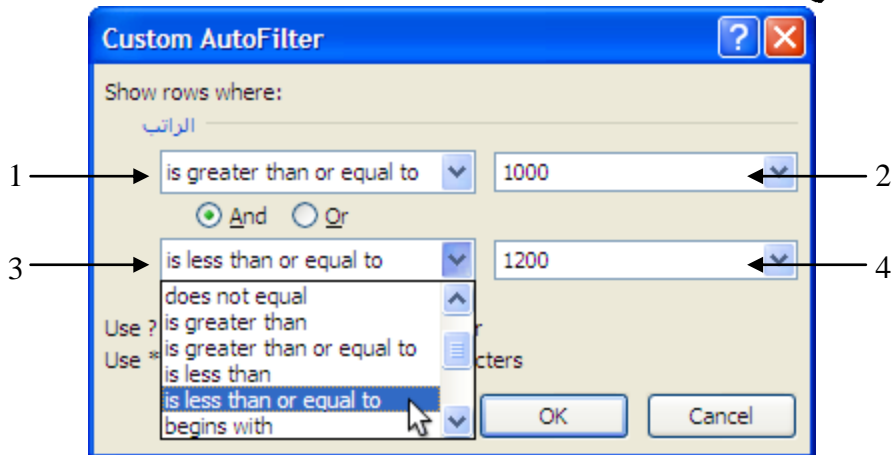 Custom AutoFilter
Show rows where:
الراتب
1 is greater than or equal to 1000 2
And Or
3 is less than or equal to 1200 4
does not equal
is greater than
Use ? r
is greater than or equal to
Use * cters
is less than
is less than or equal to
begins with
OK Cancel